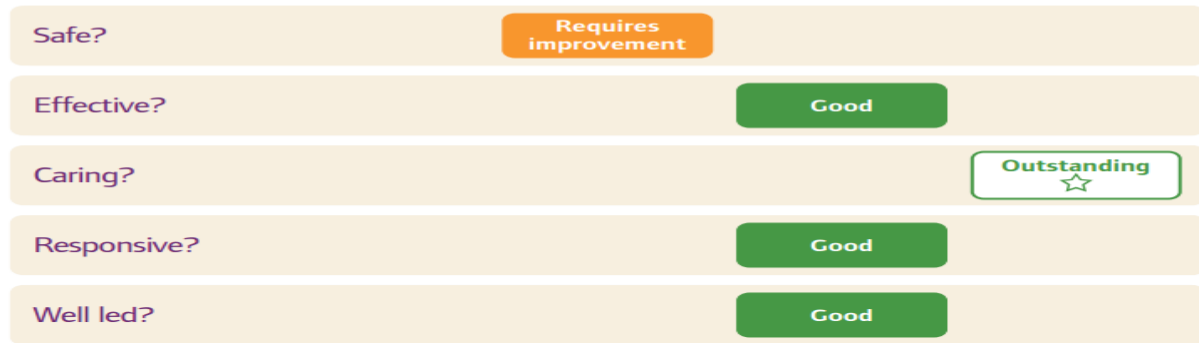 Safe?
Requires
improvement
Effective?
Good
Caring?
Outstanding
Responsive?
Good
Well led?
Good